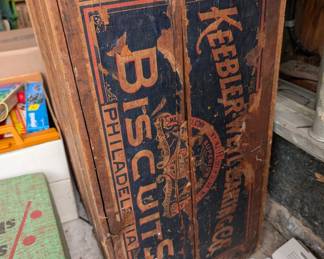 KEEBLER-WEYL BAKING CO.
BISCUITS
PHILADELPHIA